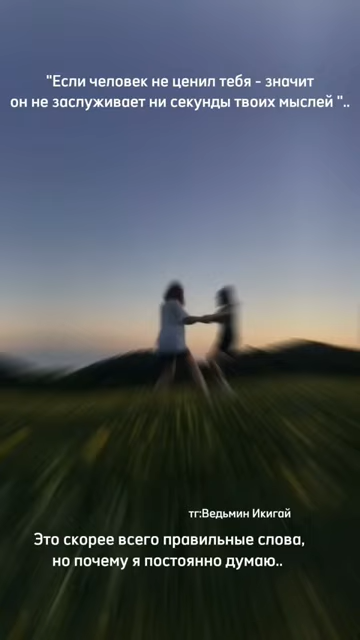 "Если человек не ценил тебя - значит
он не заслуживает ни секунды твоих мыслей "..
тг:Ведьмин Икигай
Это скорее всего правильные слова,
но почему я постоянно думаю..